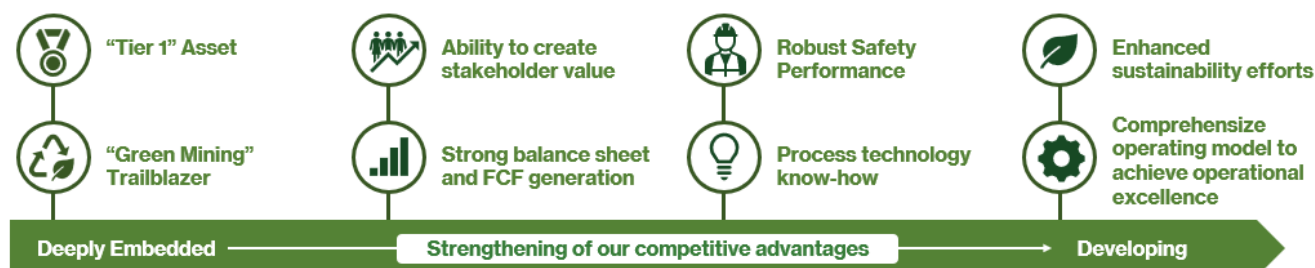 “Tier 1” Asset
Ability to create
stakeholder value
Robust Safety
Performance
Enhanced
sustainability efforts
“Green Mining”
Trailblazer
Strong balance sheet
and FCF generation
Process technology
know-how
Comprehensize
operating model to
achieve operational
excellence
Deeply Embedded
Strengthening of our competitive advantages
Developing